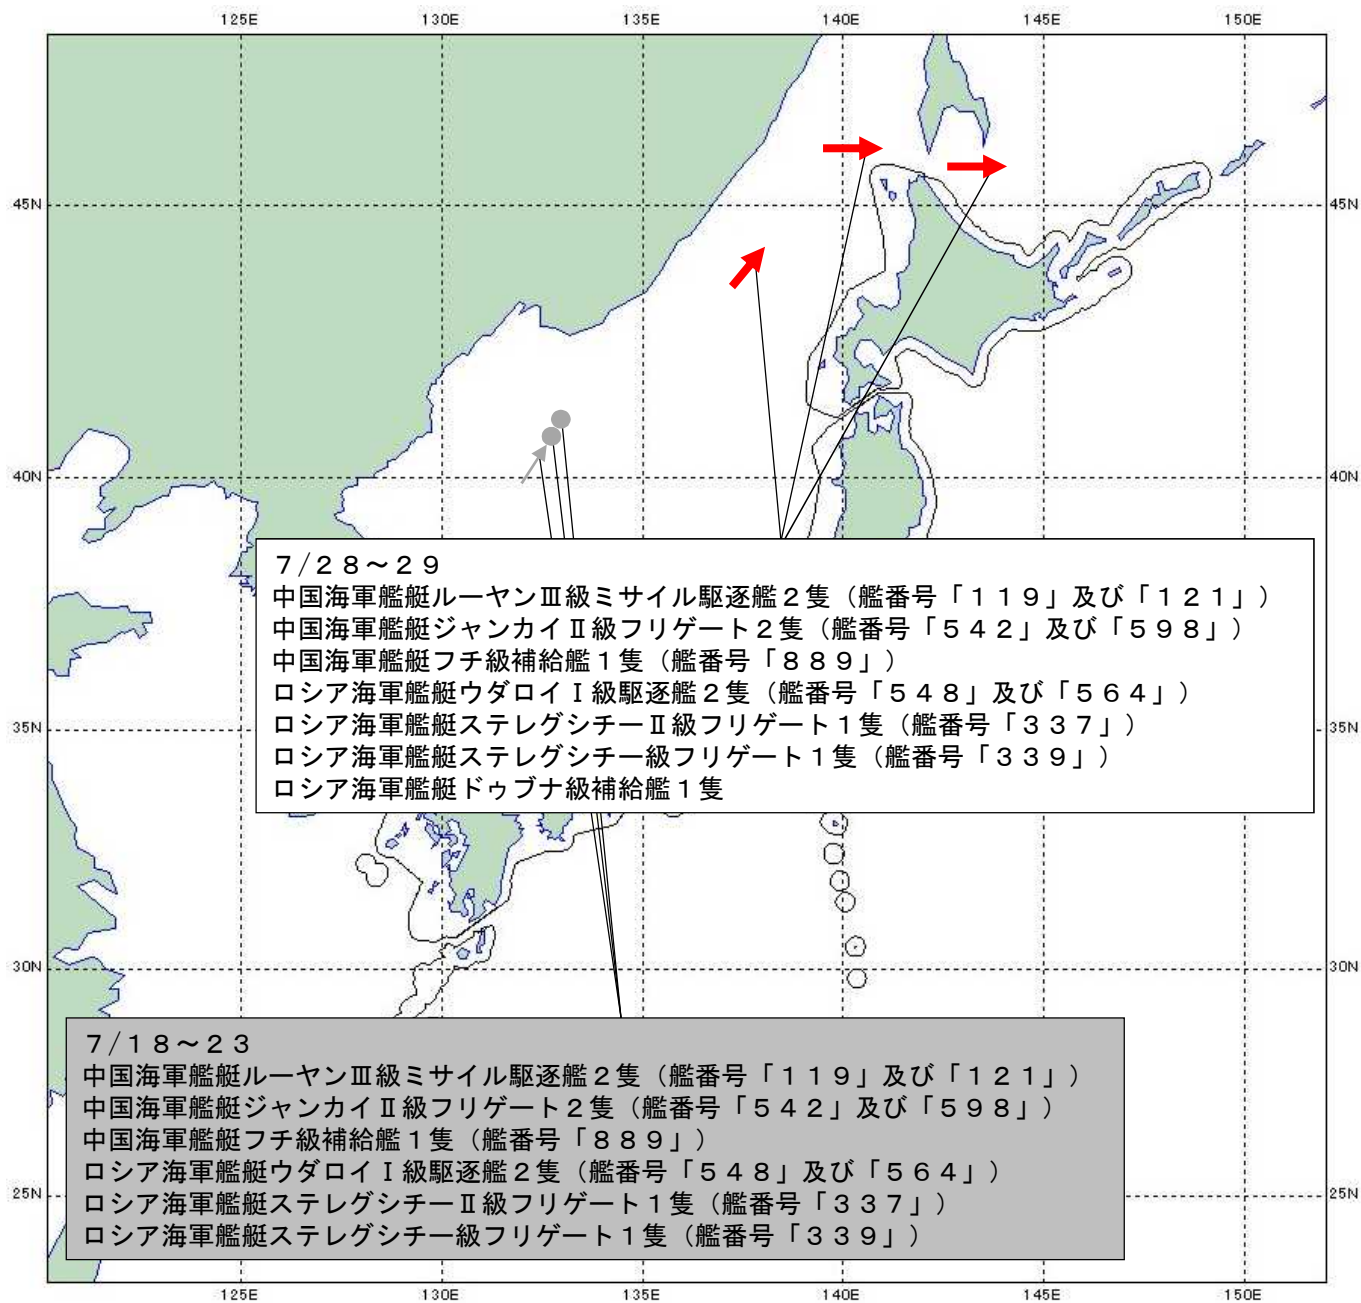 125E 130E 135E 140E 145E 150E
45N 45N
40N 40N
7/28～29
中国海軍艦艇ルーヤンⅢ級ミサイル駆逐艦２隻（艦番号「１１９」及び「１２１」）
中国海軍艦艇ジャンカイⅡ級フリゲート２隻（艦番号「５４２」及び「５９８」）
中国海軍艦艇フチ級補給艦１隻（艦番号「８８９」）
ロシア海軍艦艇ウダロイⅠ級駆逐艦２隻（艦番号「５４８」及び「５６４」）
ロシア海軍艦艇ステレグシチーⅡ級フリゲート１隻（艦番号「３３７」）
ロシア海軍艦艇ステレグシチー級フリゲート１隻（艦番号「３３９」）
ロシア海軍艦艇ドゥブナ級補給艦１隻
35N 35N
30N 30N
7/18～23
中国海軍艦艇ルーヤンⅢ級ミサイル駆逐艦２隻（艦番号「１１９」及び「１２１」）
中国海軍艦艇ジャンカイⅡ級フリゲート２隻（艦番号「５４２」及び「５９８」）
中国海軍艦艇フチ級補給艦１隻（艦番号「８８９」）
ロシア海軍艦艇ウダロイⅠ級駆逐艦２隻（艦番号「５４８」及び「５６４」）
ロシア海軍艦艇ステレグシチーⅡ級フリゲート１隻（艦番号「３３７」）
ロシア海軍艦艇ステレグシチー級フリゲート１隻（艦番号「３３９」）
25N 25N
125E 130E 135E 140E 145E 150E